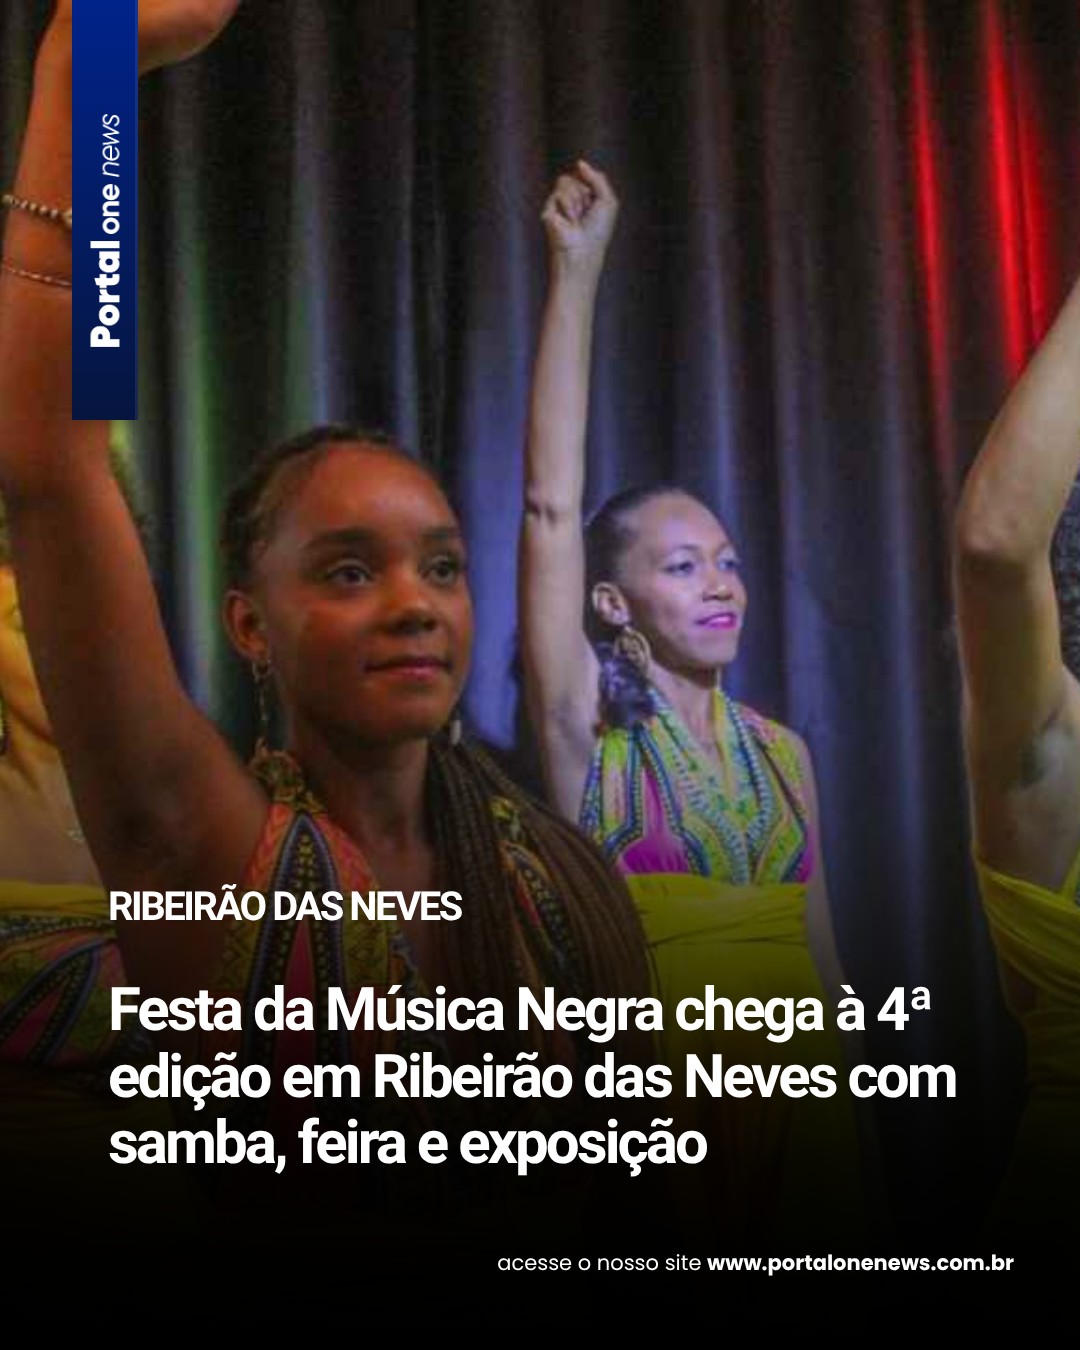 Portal one news
RIBEIRÃO DAS NEVES
Festa da Música Negra chega à 4ª
edição em Ribeirão das Neves com
samba, feira e exposição
acesse o nosso site www.portalonenews.com.br